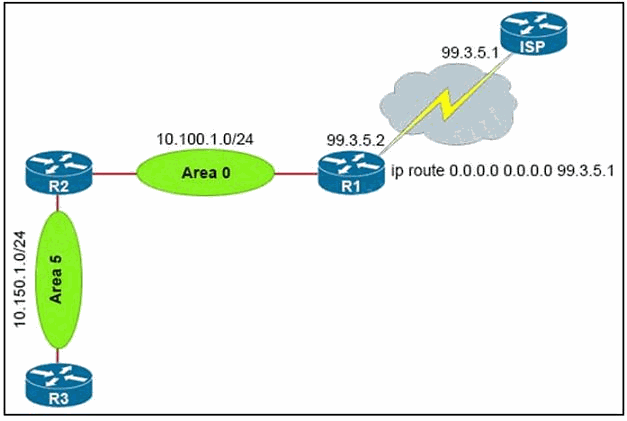 ISP
99.3.5.1
10.100.1.0/24
99.3.5.2
R2
Area 0
R1
ip route 0.0.0.0 0.0.0.0 99.3.5.1
10.150.1.0/24
Area 5
R3